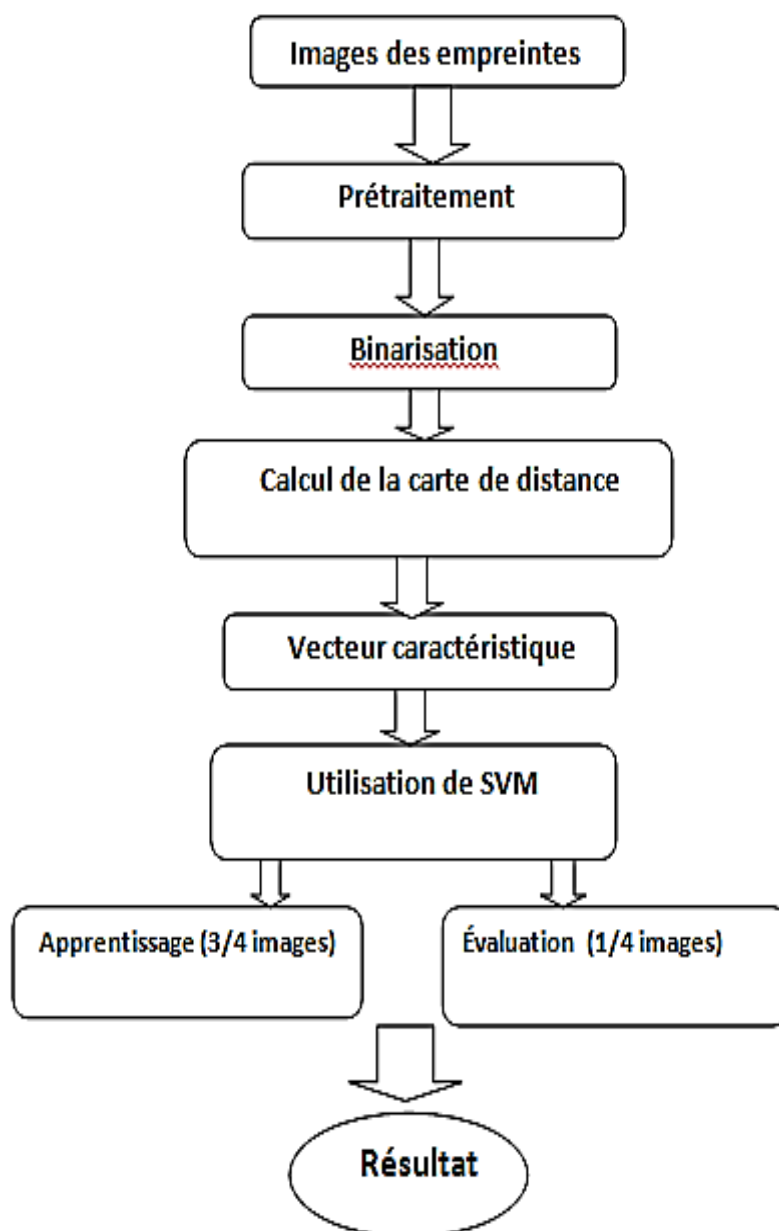 Images des empreintes
Prétraitement
Binarisation
Calcul de la carte de distance
Vecteur caractéristique
Utilisation de SVM
Apprentissage (3/4 images)
Évaluation (1/4 images)
Résultat